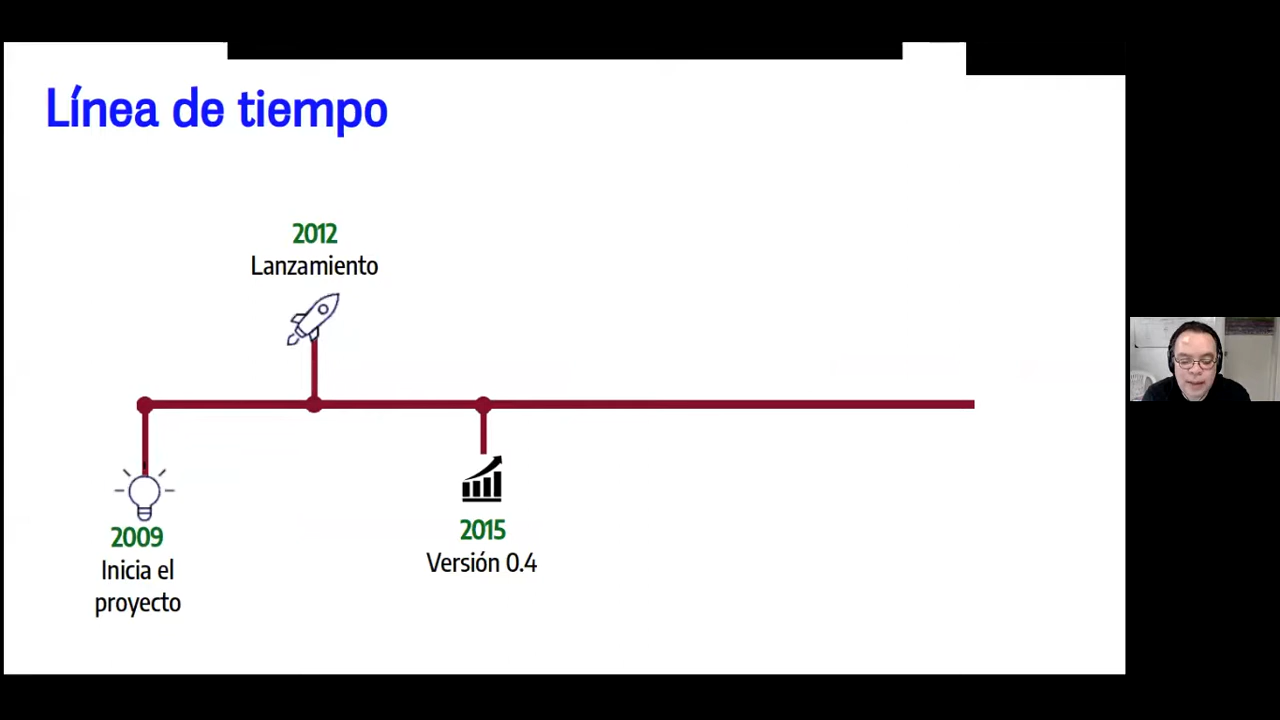 Línea de tiempo
2012
Lanzamiento
2009
Inicia el
proyecto
2015
Versión 0.4